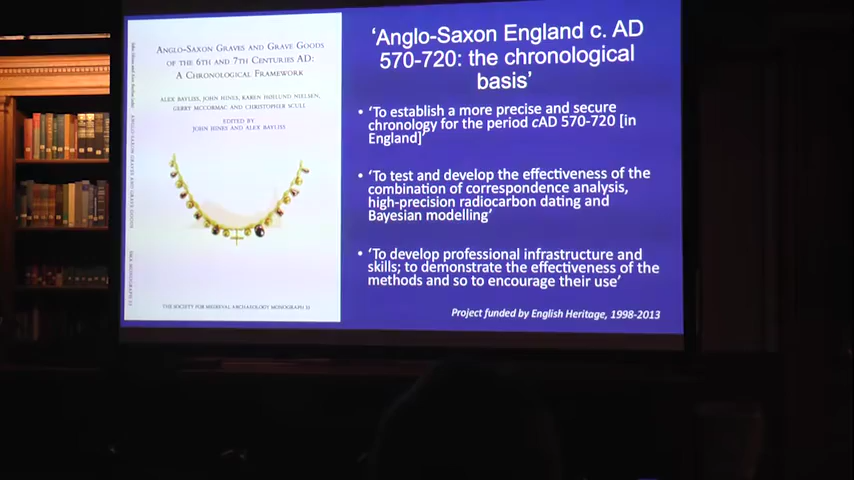 ANGLO-SAXON GRAVES AND GRAVE GOODS
OF THE 6TH AND 7TH CENTURIES AD:
A CHRONOLOGICAL FRAMEWORK
ALEX BAYLISS, JOHN HINES, KAREN HØILUND NIELSEN,
GERRY MCCORMAC AND CHRISTOPHER SCULL
EDITED BY
JOHN HINES AND ALEX BAYLISS
THE SOCIETY FOR MEDIEVAL ARCHAEOLOGY MONOGRAPH 33
‘Anglo-Saxon England c. AD
570-720: the chronological
basis’
• ‘To establish a more precise and secure
chronology for the period cAD 570-720 [in
England]’
• ‘To test and develop the effectiveness of the
combination of correspondence analysis,
high-precision radiocarbon dating and
Bayesian modelling’
• ‘To develop professional infrastructure and
skills; to demonstrate the effectiveness of the
methods and so to encourage their use’
Project funded by English Heritage, 1998-2013